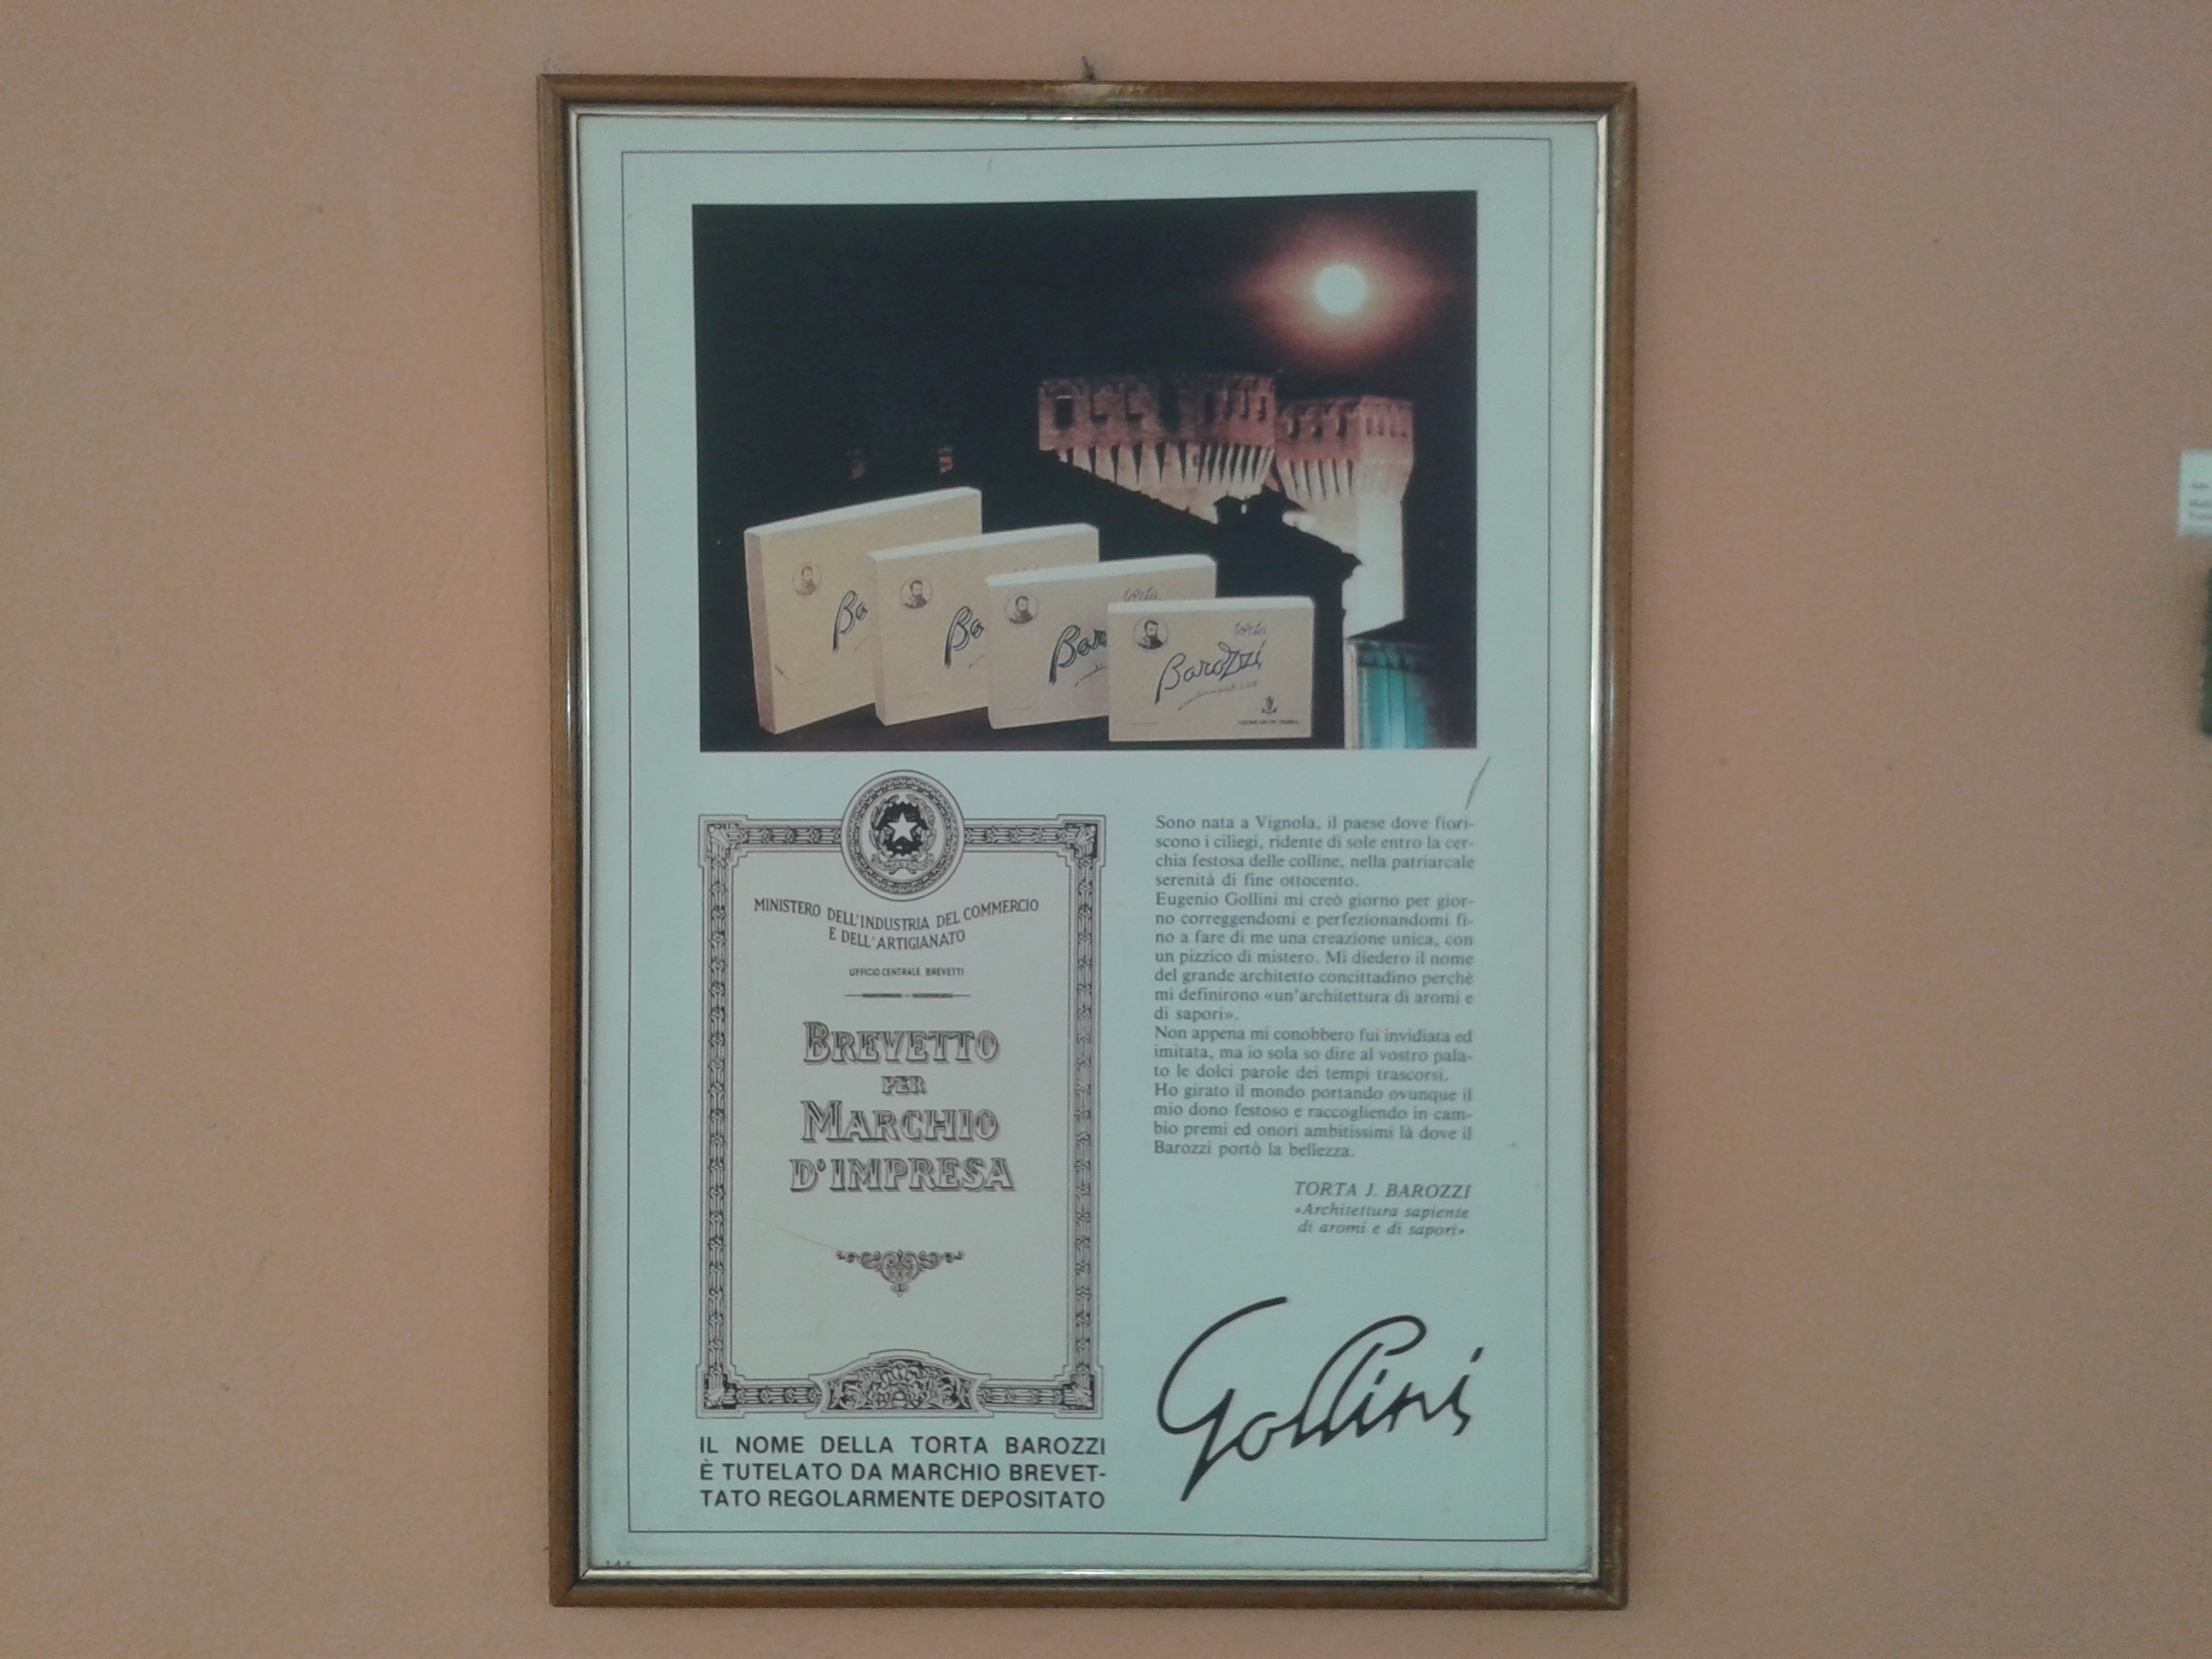 Ba
Ba
Bar
torta
torta
Barozzi
MINISTERO DELL'INDUSTRIA DEL COMMERCIO
E DELL'ARTIGIANATO
UFFICIO CENTRALE BREVETTI
BREVETTO
PER
MARCHIO
D'IMPRESA
IL NOME DELLA TORTA BAROZZI
È TUTELATO DA MARCHIO BREVET-
TATO REGOLARMENTE DEPOSITATO
Sono nata a Vignola, il paese dove fiori-
scono i ciliegi, ridente di sole entro la cer-
chia festosa delle colline, nella patriarcale
serenità di fine ottocento.
Eugenio Gollini mi creò giorno per gior-
no correggendomi e perfezionandomi fi-
no a fare di me una creazione unica, con
un pizzico di mistero. Mi diedero il nome
del grande architetto concittadino perchè
mi definirono «un'architettura di aromi e
di sapori».
Non appena mi conobbero fui invidiata ed
imitata, ma io sola so dire al vostro pala-
to le dolci parole dei tempi trascorsi.
Ho girato il mondo portando ovunque il
mio dono festoso e raccogliendo in cam-
bio premi ed onori ambitissimi là dove il
Barozzi portò la bellezza.
TORTA J. BAROZZI
«Architettura sapiente
di aromi e di sapori»
Gollini